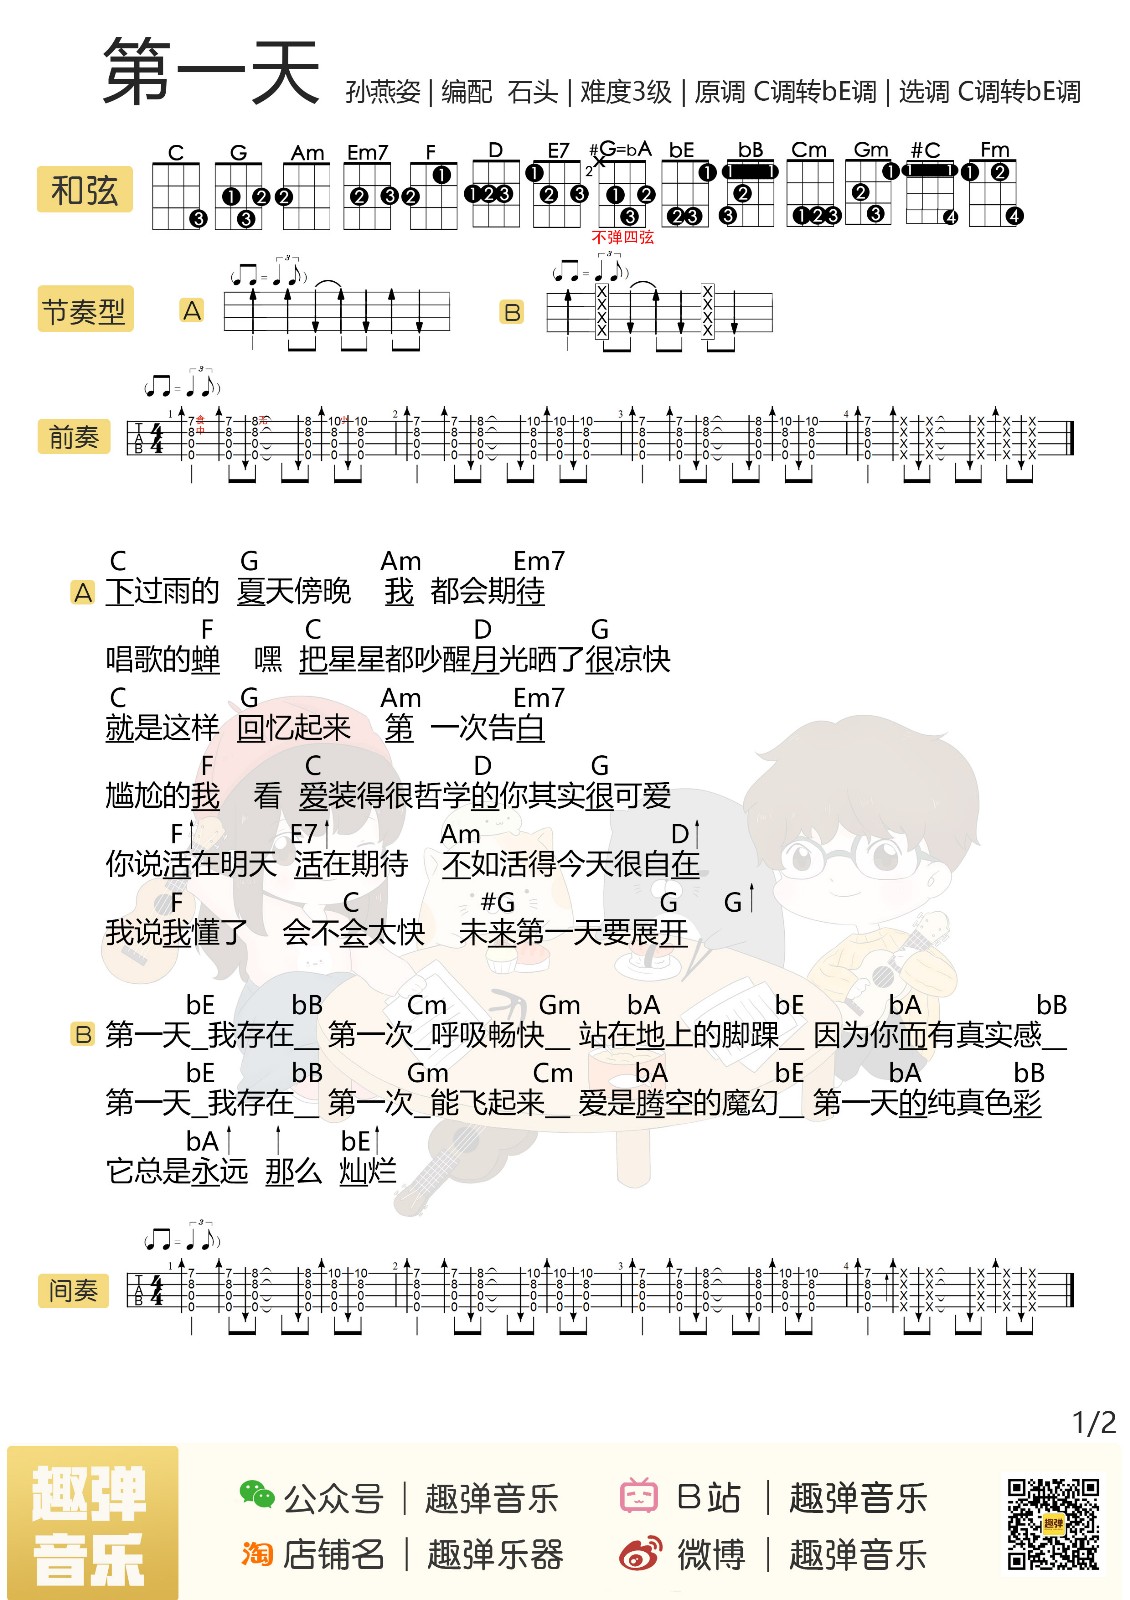 第一天 孙燕姿 | 编配 石头 | 难度3级 | 原调 C调转bE调 | 选调 C调转bE调
和弦 C G Am Em7 F D E7 #G=bA bE bB Cm Gm #C Fm
不弹四弦
节奏型 A B
前奏
C G Am Em7
A 下过雨的 夏天傍晚 我 都会期待
F C D G
唱歌的蝉 嘿 把星星都吵醒月光晒了很凉快
C G Am Em7
就是这样 回忆起来 第 一次告白
F C D G
尴尬的我 看 爱装得很哲学的你其实很可爱
F↑ E7↑ Am D↑
你说活在明天 活在期待 不如活得今天很自在
F C #G G G↑
我说我懂了 会不会太快 未来第一天要展开
bE bB Cm Gm bA bE bA bB
B 第一天_我存在__ 第一次_呼吸畅快__ 站在地上的脚踝__ 因为你而有真实感__
bE bB Gm Cm bA bE bA bB
第一天_我存在__ 第一次_能飞起来__ 爱是腾空的魔幻__ 第一天的纯真色彩
bA↑ ↑ bE↑
它总是永远 那么 灿烂
间奏
1/2
趣弹音乐
公众号 | 趣弹音乐 B站 | 趣弹音乐
淘 店铺名 | 趣弹乐器 微博 | 趣弹音乐
趣弹